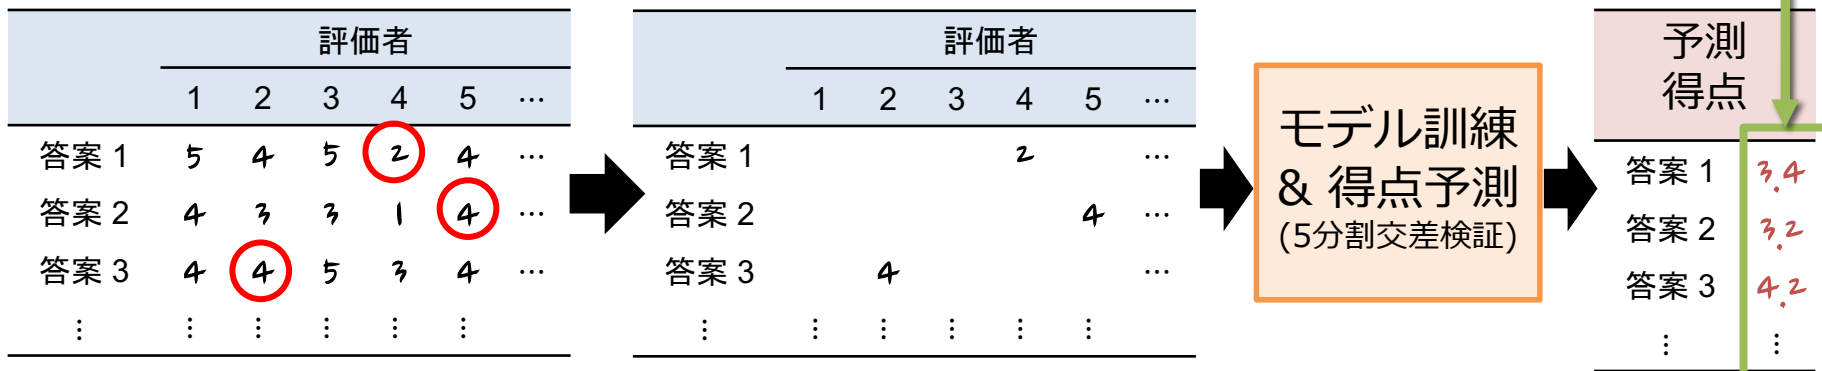 評価者
1 2 3 4 5 …
答案 1 5 4 5 2 4 …
答案 2 4 3 3 1 4 …
答案 3 4 4 5 3 4 …
⋮ ⋮ ⋮ ⋮ ⋮ ⋮
評価者
1 2 3 4 5 …
答案 1 2 …
答案 2 4 …
答案 3 4 …
⋮ ⋮ ⋮ ⋮ ⋮ ⋮
モデル訓練
& 得点予測
(5分割交差検証)
予測
得点
答案 1 3.4
答案 2 3.2
答案 3 4.2
⋮ ⋮